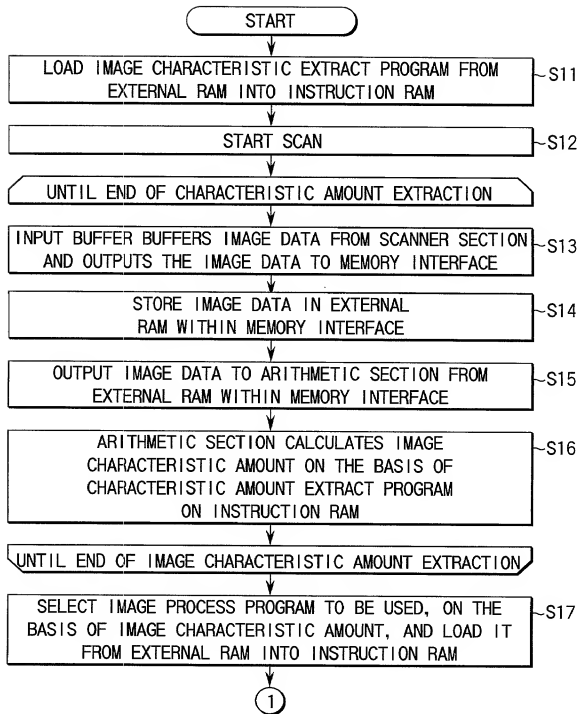 START
LOAD IMAGE CHARACTERISTIC EXTRACT PROGRAM FROM
EXTERNAL RAM INTO INSTRUCTION RAM
S11
START SCAN
S12
UNTIL END OF CHARACTERISTIC AMOUNT EXTRACTION
INPUT BUFFER BUFFERS IMAGE DATA FROM SCANNER SECTION
AND OUTPUTS THE IMAGE DATA TO MEMORY INTERFACE
S13
STORE IMAGE DATA IN EXTERNAL
RAM WITHIN MEMORY INTERFACE
S14
OUTPUT IMAGE DATA TO ARITHMETIC SECTION FROM
EXTERNAL RAM WITHIN MEMORY INTERFACE
S15
ARITHMETIC SECTION CALCULATES IMAGE
CHARACTERISTIC AMOUNT ON THE BASIS OF
CHARACTERISTIC AMOUNT EXTRACT PROGRAM
ON INSTRUCTION RAM
S16
UNTIL END OF IMAGE CHARACTERISTIC AMOUNT EXTRACTION
SELECT IMAGE PROCESS PROGRAM TO BE USED, ON THE
BASIS OF IMAGE CHARACTERISTIC AMOUNT, AND LOAD IT
FROM EXTERNAL RAM INTO INSTRUCTION RAM
S17
1